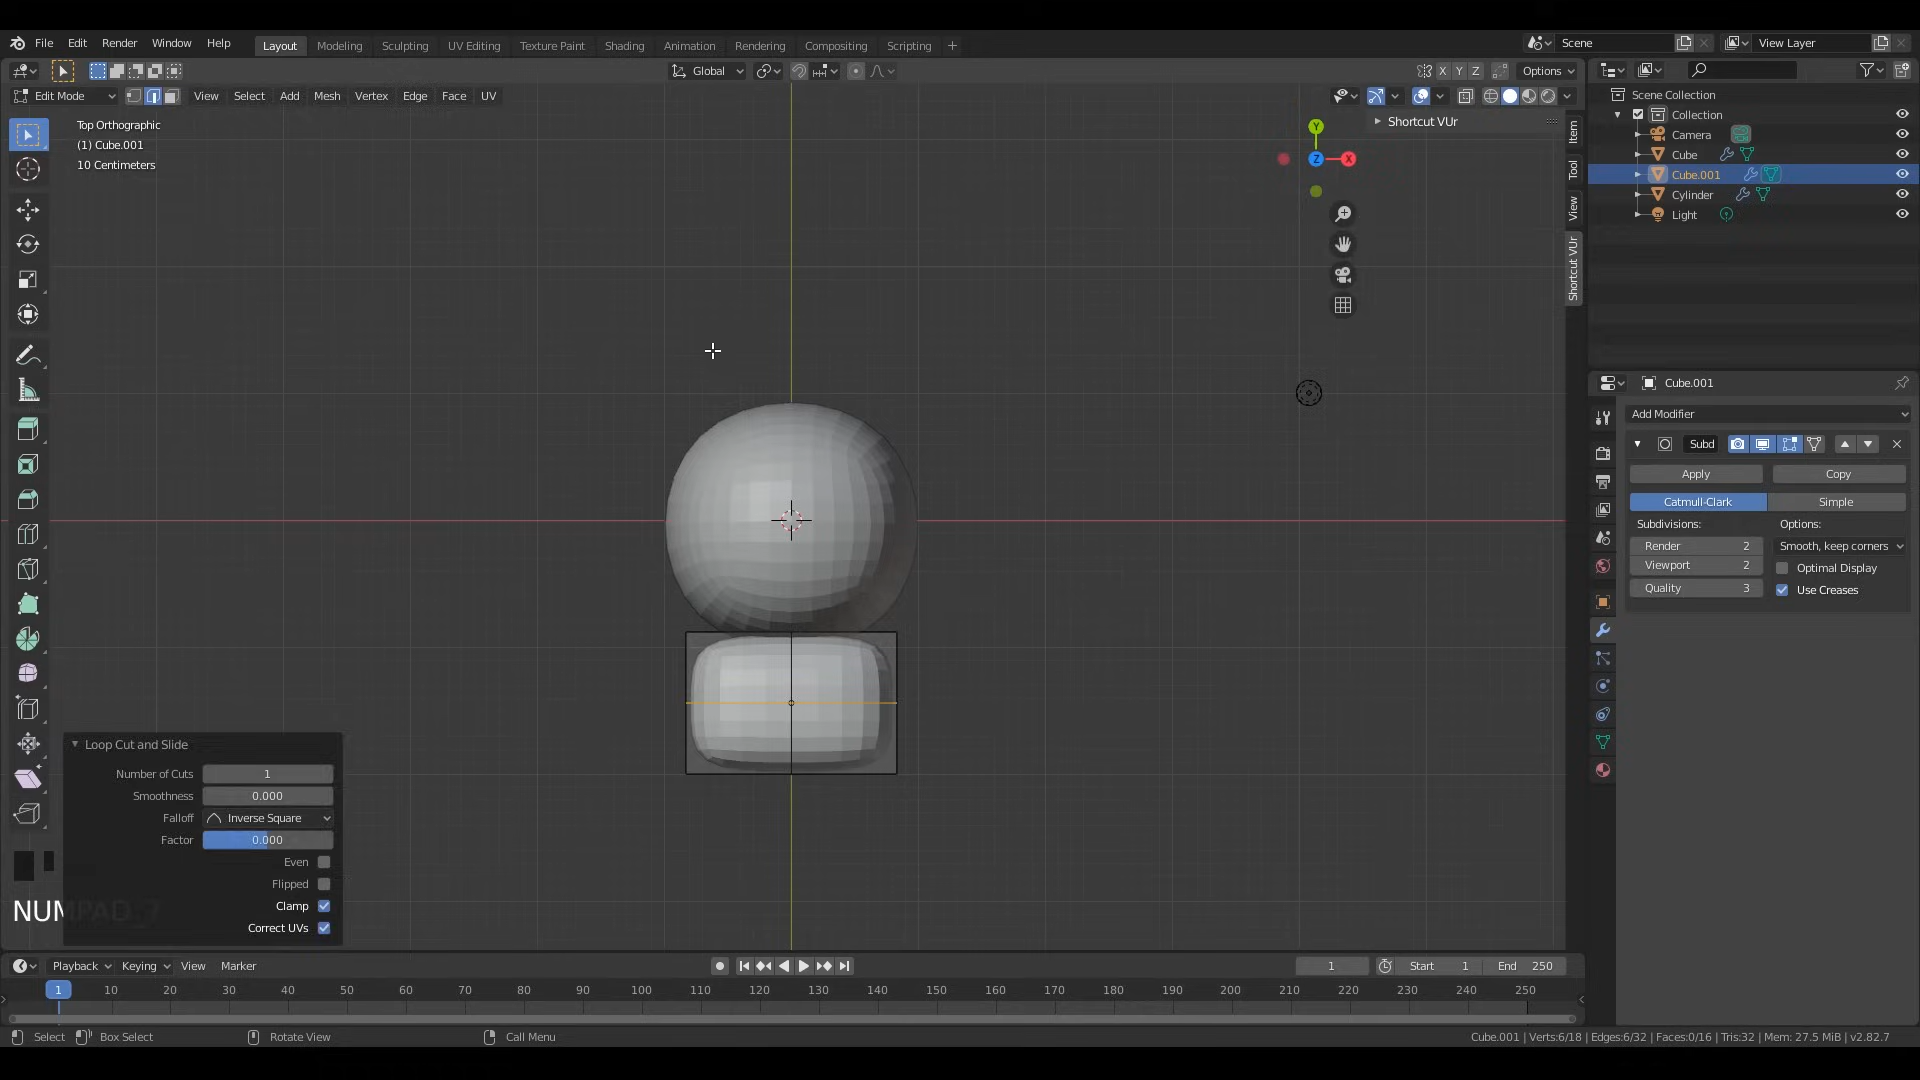 File Edit Render Window Help Layout Modeling Sculpting UV Editing Texture Paint Shading Animation Rendering Compositing Scripting + Scene View Layer
Global X Y Z Options
Edit Mode View Select Add Mesh Vertex Edge Face UV
Top Orthographic
(1) Cube.001
10 Centimeters
Shortcut VUr
Y
Z
X
Item
Tool
View
Shortcut VUr
Scene Collection
Collection
Camera
Cube
Cube.001
Cylinder
Light
Cube.001
Add Modifier
Subd
Apply Copy
Catmull-Clark Simple
Subdivisions: Options:
Render 2 Smooth, keep corners
Viewport 2 Optimal Display
Quality 3 Use Creases
Loop Cut and Slide
Number of Cuts 1
Smoothness 0.000
Falloff Inverse Square
Factor 0.000
Even
Flipped
Clamp
Correct UVs
NUMPAD 7
Playback Keying View Marker 1 Start 1 End 250
1 10 20 30 40 50 60 70 80 90 100 110 120 130 140 150 160 170 180 190 200 210 220 230 240 250
Select Box Select Rotate View Call Menu Cube.001 | Verts:6/18 | Edges:6/32 | Faces:0/16 | Tris:32 | Mem: 27.5 MiB | v2.82.7